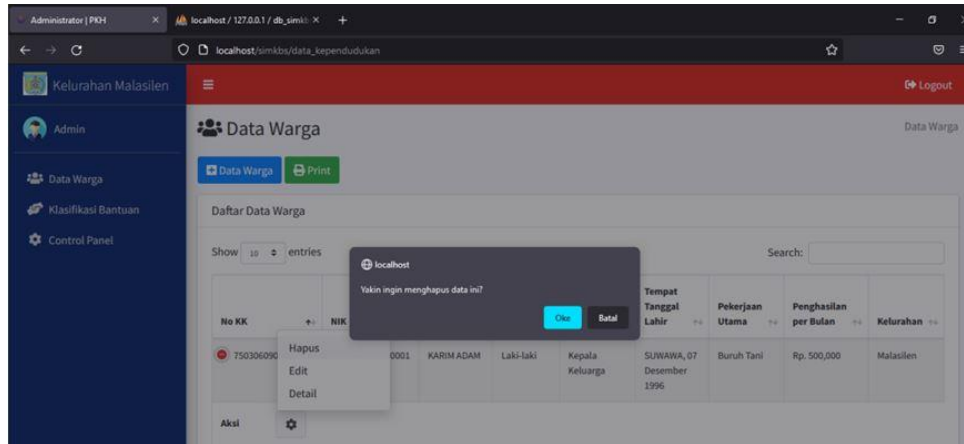 Administrator | PKH
localhost / 127.0.0.1 / db_simkb
localhost/simkbs/data_kependudukan
Kelurahan Malasilen
Logout
Admin
Data Warga
Data Warga
Data Warga
Print
Data Warga
Klasifikasi Bantuan
Control Panel
Daftar Data Warga
Show 10 entries
Search:
localhost
Yakin ingin menghapus data ini?
Oke
Batal
No KK
NIK
Tempat
Tanggal
Lahir
Pekerjaan
Utama
Penghasilan
per Bulan
Kelurahan
750306090
0001
KARIM ADAM
Laki-laki
Kepala
Keluarga
SUWAWA, 07
Desember
1996
Buruh Tani
Rp. 500,000
Malasilen
Hapus
Edit
Detail
Aksi